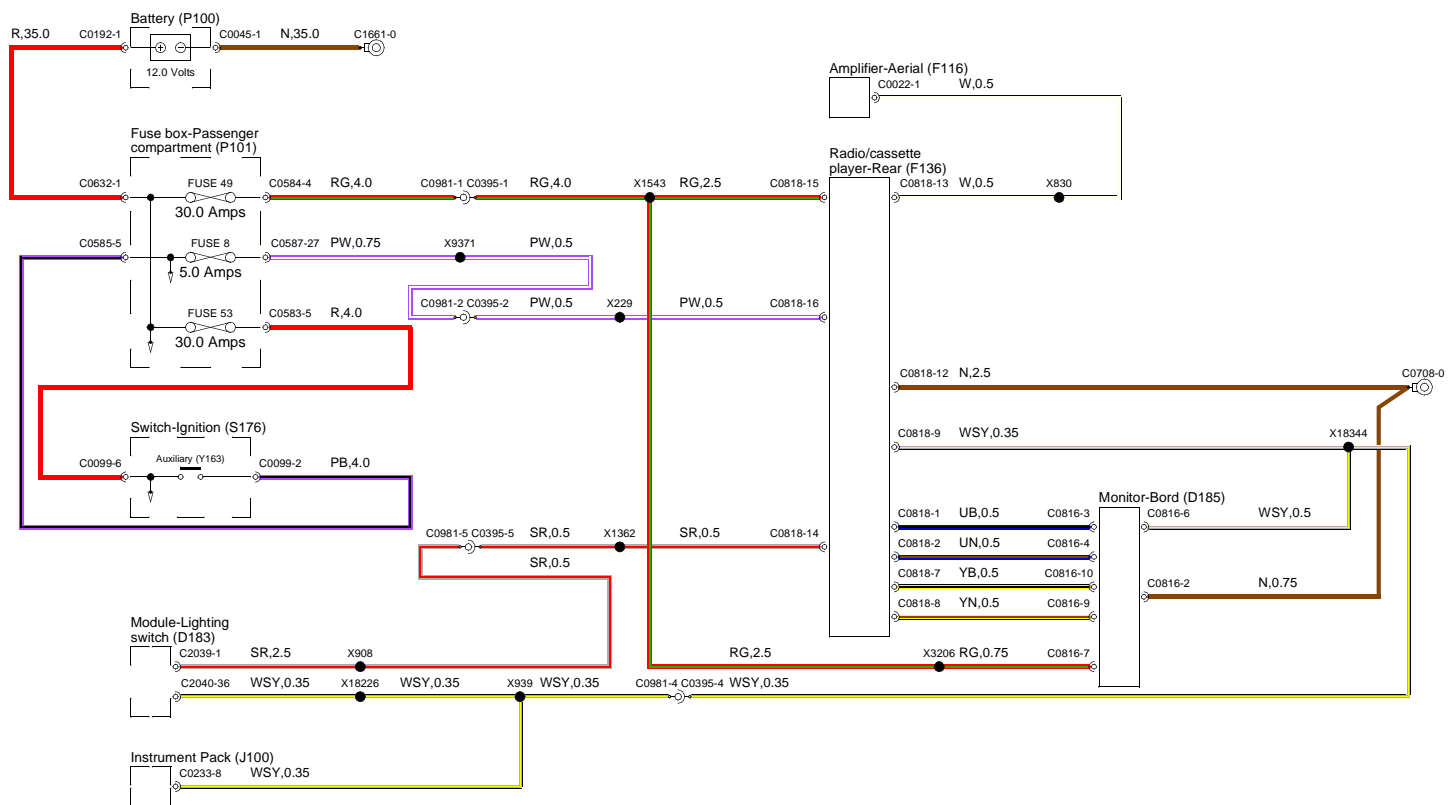 Battery (P100)
R,35.0 C0192-1 C0045-1 N,35.0 C1661-0
12.0 Volts
Amplifier-Aerial (F116)
C0022-1 W,0.5
Fuse box-Passenger
compartment (P101)
Radio/cassette
player-Rear (F136)
C0632-1 FUSE 49 C0584-4 RG,4.0 C0981-1 C0395-1 RG,4.0 X1543 RG,2.5 C0818-15 C0818-13 W,0.5 X830
30.0 Amps
C0585-5 FUSE 8 C0587-27 PW,0.75 X9371 PW,0.5
5.0 Amps
C0981-2 C0395-2 PW,0.5 X229 PW,0.5 C0818-16
FUSE 53 C0583-5 R,4.0
30.0 Amps
C0818-12 N,2.5 C0708-0
Switch-Ignition (S176)
C0818-9 WSY,0.35 X18344
C0099-6 Auxiliary (Y163) C0099-2 PB,4.0
Monitor-Bord (D185)
C0818-1 UB,0.5 C0816-3 C0816-6 WSY,0.5
C0981-5 C0395-5 SR,0.5 X1362 SR,0.5 C0818-14
C0818-2 UN,0.5 C0816-4
SR,0.5
C0818-7 YB,0.5 C0816-10
C0816-2 N,0.75
C0818-8 YN,0.5 C0816-9
Module-Lighting
switch (D183)
C2039-1 SR,2.5 X908 RG,2.5 X3206 RG,0.75 C0816-7
C2040-36 WSY,0.35 X18226 WSY,0.35 X939 WSY,0.35 C0981-4 C0395-4 WSY,0.35
Instrument Pack (J100)
C0233-8 WSY,0.35